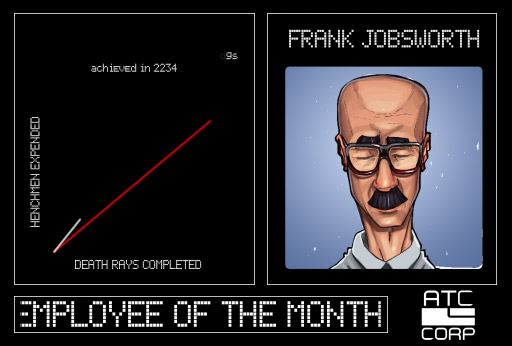 9s
achieved in 2234
HENCHMEN EXPENDED
DEATH RAYS COMPLETED
FRANK JOBSWORTH
EMPLOYEE OF THE MONTH
ATC
CORP